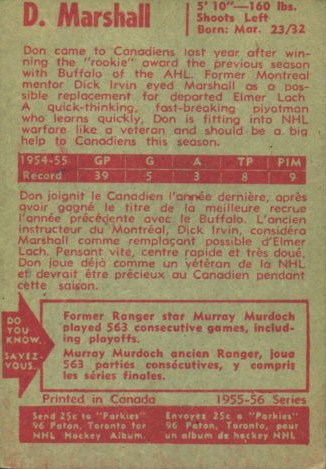 D. Marshall
5' 10"—160 lbs.
Shoots Left
Born: Mar. 23/32
Don came to Canadiens last year after win-
ning the "rookie" award the previous season
with Buffalo of the AHL. Former Montreal
mentor Dick Irvin eyed Marshall as a pos-
sible replacement for departed Elmer Lach
A quick-thinking, fast-breaking pivotman
who learns quickly, Don is fitting into NHL
warfare like a veteran and should be a big
help to Canadiens this season.
1954-55 GP G A TP PIM
Record 39 5 3 8 9
Don joignit le Canadien l'année dernière, après
avoir gagné le titre de la meilleure recrue
l'année précédente avec le Buffalo. L'ancien
instructeur du Montréal, Dick Irvin, considéra
Marshall comme remplaçant possible d'Elmer
Lach. Pensant vite, centre rapide et très doué,
Don joue déjà comme un vétéran de la NHL
et devrait être précieux au Canadien pendant
cette saison.
DO
YOU
KNOW..
SAVEZ-
VOUS.
Former Ranger star Murray Murdoch
played 563 consecutive games, includ-
ing playoffs.
Murray Murdoch ancien Ranger, joua
563 parties consécutives, y compris
les séries finales.
Printed in Canada 1955-56 Series
Send 25c to "Parkies"
96 Paton, Toronto for
NHL Hockey Album.
Envoyez 25c à "Parkies"
96 Paton, Toronto, pour
un album de hockey NHL